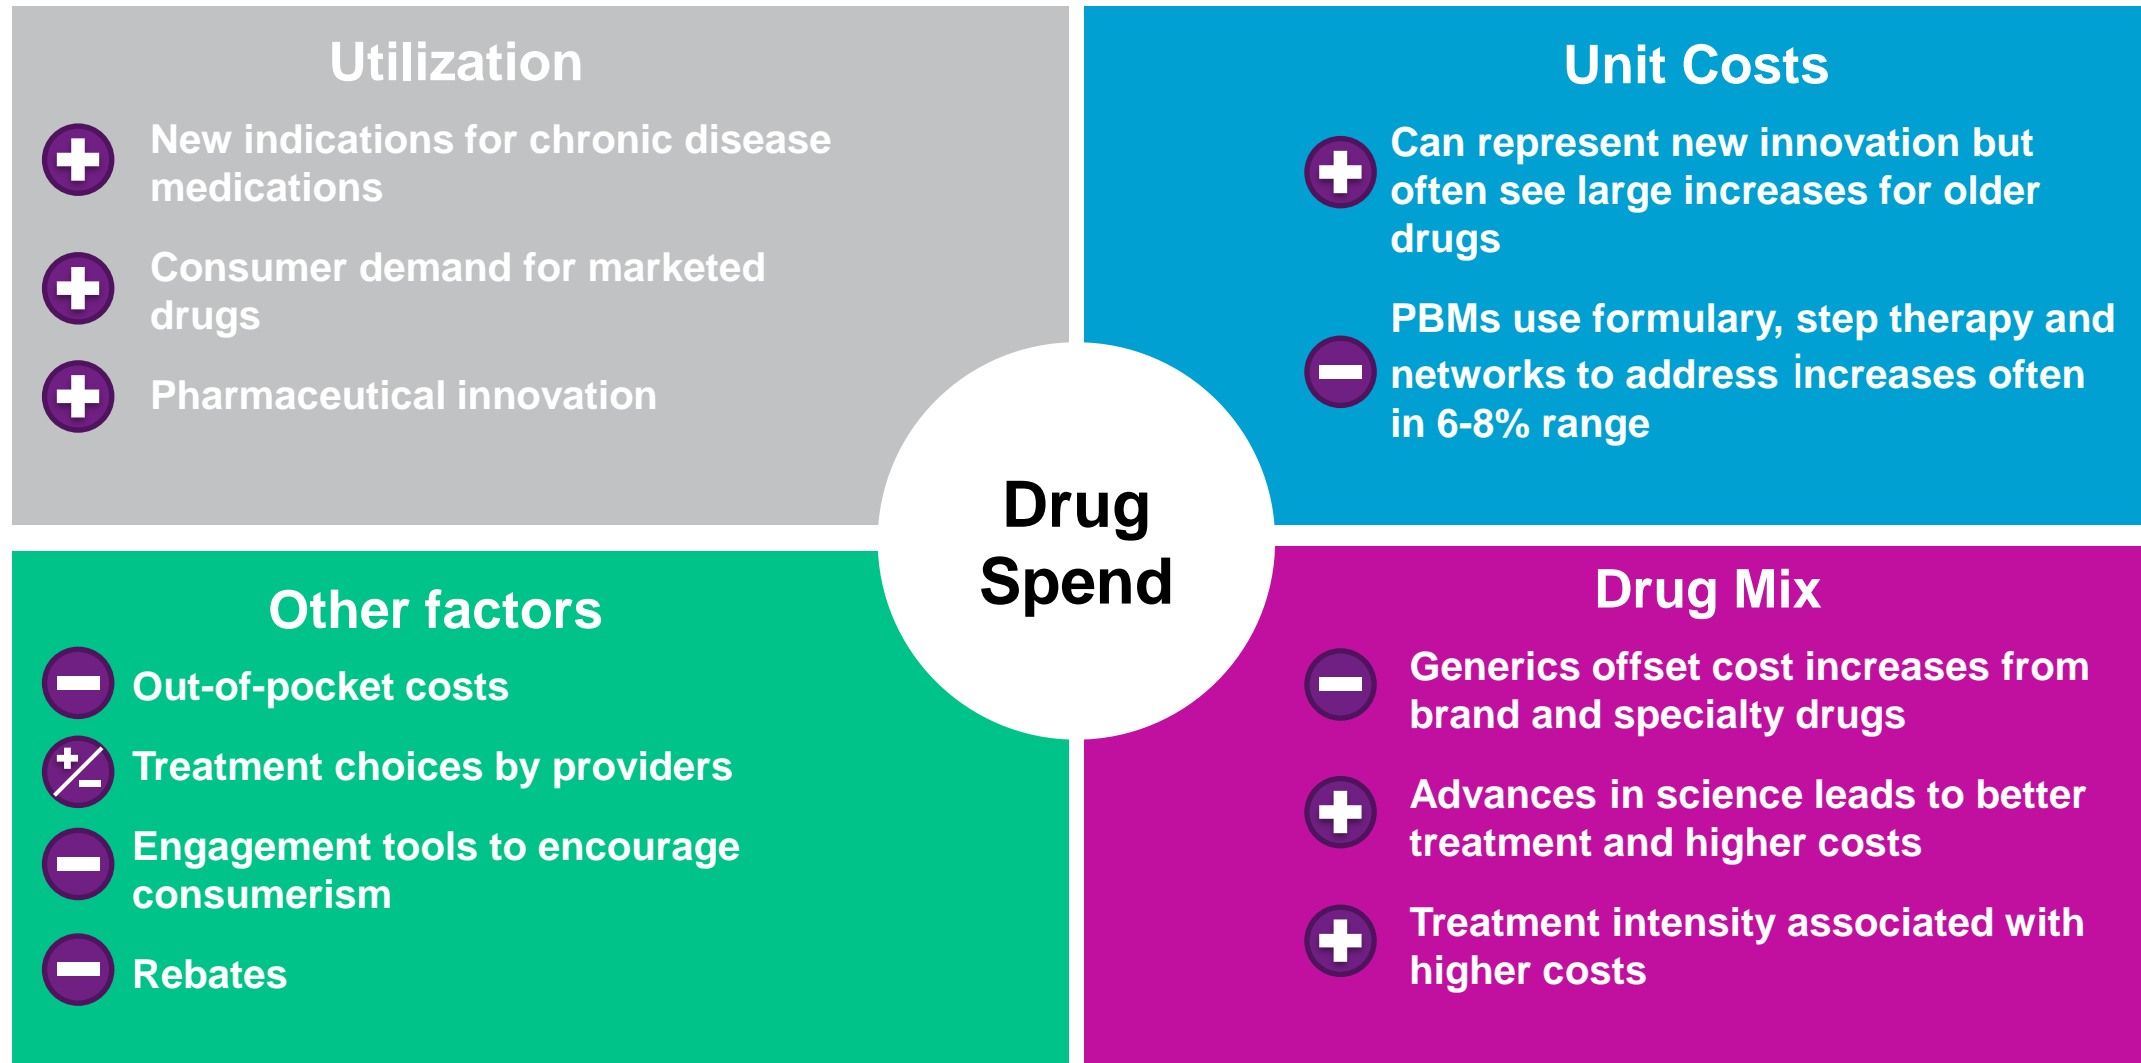 Utilization
New indications for chronic disease
medications
Consumer demand for marketed
drugs
Pharmaceutical innovation
Unit Costs
Can represent new innovation but
often see large increases for older
drugs
PBMs use formulary, step therapy and
networks to address increases often
in 6-8% range
Drug
Spend
Other factors
Out-of-pocket costs
Treatment choices by providers
Engagement tools to encourage
consumerism
Rebates
Drug Mix
Generics offset cost increases from
brand and specialty drugs
Advances in science leads to better
treatment and higher costs
Treatment intensity associated with
higher costs